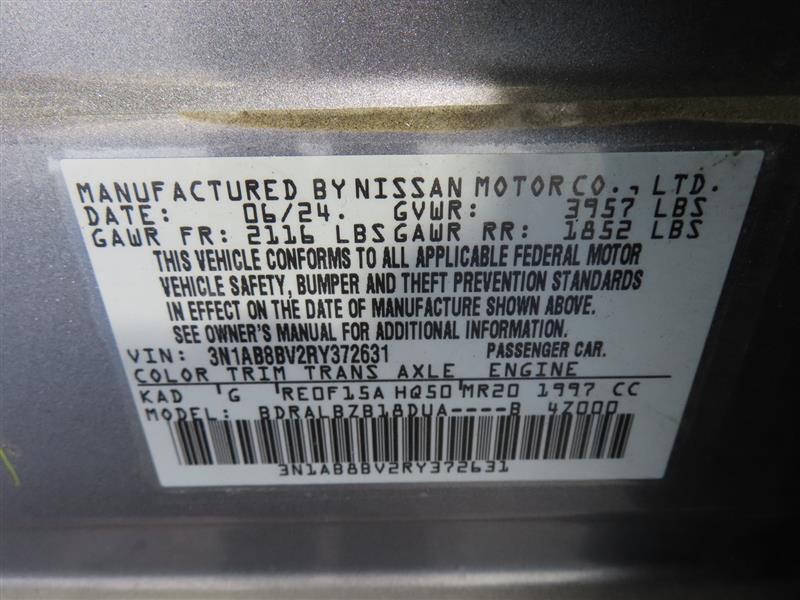 MANUFACTURED BY NISSAN MOTOR CO., LTD.
DATE: 06/24. GVWR: 3957 LBS
GAWR FR: 2116 LBS GAWR RR: 1852 LBS
THIS VEHICLE CONFORMS TO ALL APPLICABLE FEDERAL MOTOR
VEHICLE SAFETY, BUMPER AND THEFT PREVENTION STANDARDS
IN EFFECT ON THE DATE OF MANUFACTURE SHOWN ABOVE.
SEE OWNER'S MANUAL FOR ADDITIONAL INFORMATION.
VIN: 3N1AB8BV2RY372631 PASSENGER CAR.
COLOR TRIM TRANS AXLE ENGINE
KAD G RE0F15A HQ50 MR20 1997 CC
MODEL: BDRALBZB18DUA----B 4Z000
3N1AB8BV2RY372631